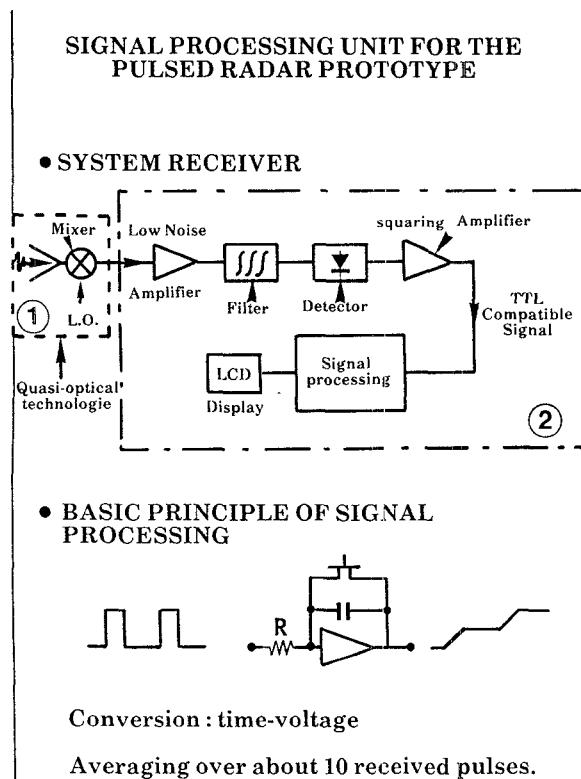 SIGNAL PROCESSING UNIT FOR THE
PULSED RADAR PROTOTYPE
• SYSTEM RECEIVER
Mixer
L.O.
1
Quasi-optical
technologie
Low Noise
Amplifier
Filter
Detector
squaring Amplifier
TTL
Compatible
Signal
Signal
processing
LCD
Display
2
• BASIC PRINCIPLE OF SIGNAL
PROCESSING
R
Conversion : time-voltage
Averaging over about 10 received pulses.